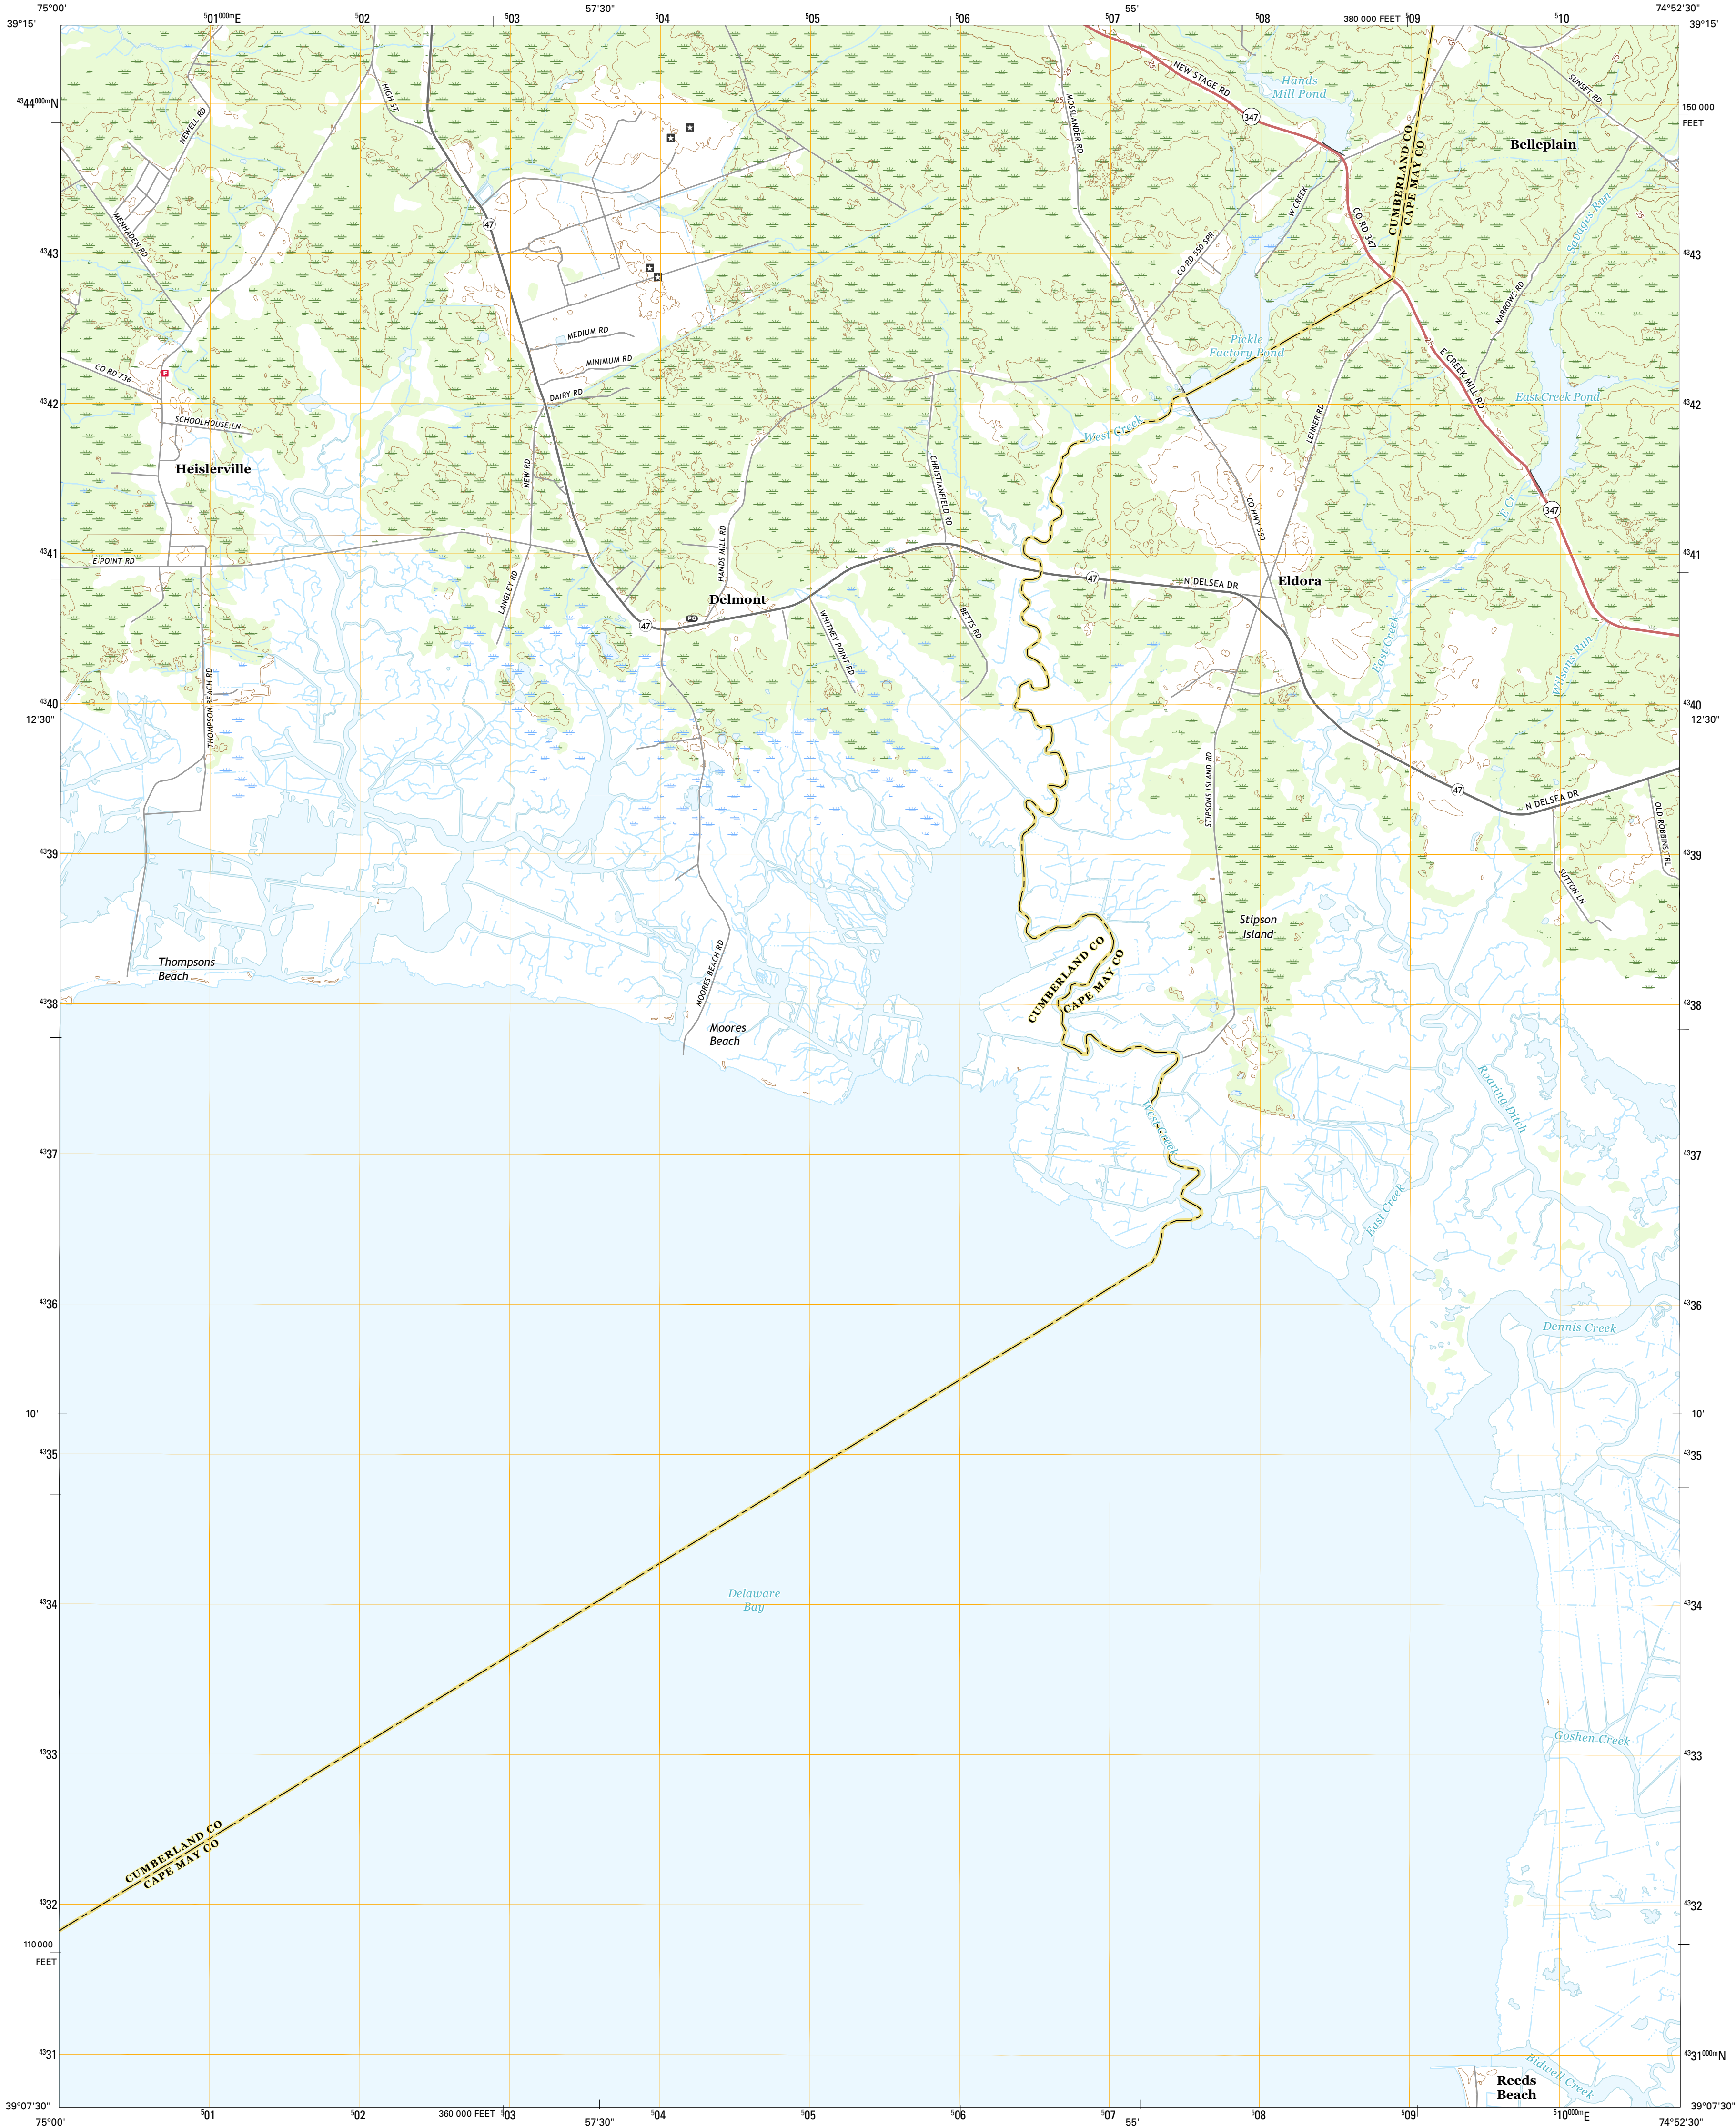 75°00'
501000mE
502
503
57'30"
504
505
506
507
55'
508
380 000 FEET
509
510
74°52'30"
39°15'
39°15'
4344000mN
150 000
FEET
NEW STAGE RD
Hands
Mill Pond
SUNSET RD
HIGH ST
NEWELL RD
MOSSLANDER RD
347
Belleplain
CUMBERLAND CO
CAPE MAY CO
W CREEK
CO RD 347
Savages Run
MENHADEN RD
47
4343
4343
CO RD 550 SPR
NARROWS RD
MEDIUM RD
MINIMUM RD
Pickle
Factory Pond
E CREEK MILL RD
CO RD 736
F
DAIRY RD
4342
4342
East Creek Pond
SCHOOLHOUSE LN
West Creek
LEHNER RD
Heislerville
NEW RD
CHRISTIANFIELD RD
CO HWY 550
E Cr
347
HANDS MILL RD
4341
4341
E POINT RD
LANGLEY RD
47
N DELSEA DR
Eldora
Delmont
PO
47
BETTS RD
WHITNEY POINT RD
East Creek
Wilsons Run
THOMPSON BEACH RD
4340
4340
12'30"
12'30"
STIPSONS ISLAND RD
47
N DELSEA DR
OLD ROBBINS TRL
4339
4339
SUTTON LN
Stipson
Island
Thompsons
Beach
MOORES BEACH RD
CUMBERLAND CO
CAPE MAY CO
4338
4338
Moores
Beach
Roaring Ditch
West Creek
4337
4337
East Creek
4336
4336
Dennis Creek
10'
10'
4335
4335
Delaware
Bay
4334
4334
Goshen Creek
4333
4333
CUMBERLAND CO
CAPE MAY CO
4332
4332
110 000
FEET
4331
4331000mN
Bidwell Creek
Reeds
Beach
39°07'30"
39°07'30"
75°00'
501
502
360 000 FEET
503
57'30"
504
505
506
507
55'
508
509
510000mE
74°52'30"